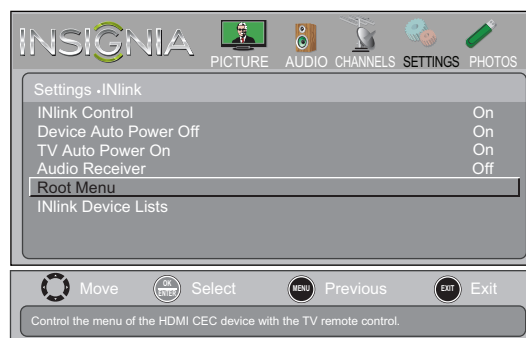 INSIGNIA
PICTURE AUDIO CHANNELS SETTINGS PHOTOS
Settings •INlink
INlink Control On
Device Auto Power Off On
TV Auto Power On On
Audio Receiver Off
Root Menu
INlink Device Lists
Move OK ENTER Select MENU Previous EXIT Exit
Control the menu of the HDMI CEC device with the TV remote control.